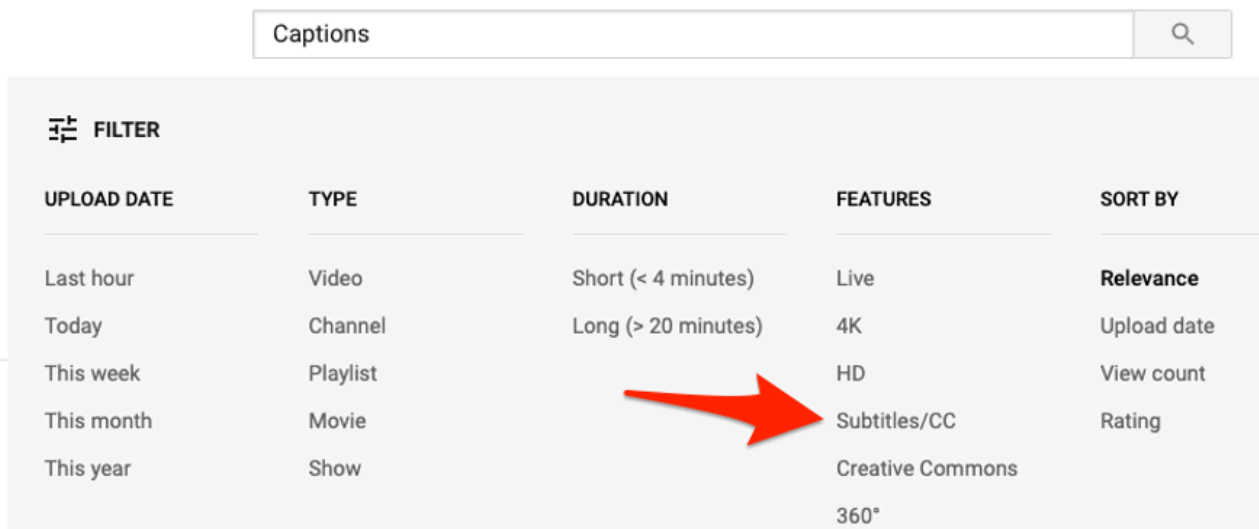 Captions
FILTER
UPLOAD DATE
Last hour
Today
This week
This month
This year
TYPE
Video
Channel
Playlist
Movie
Show
DURATION
Short (< 4 minutes)
Long (> 20 minutes)
FEATURES
Live
4K
HD
Subtitles/CC
Creative Commons
360°
SORT BY
Relevance
Upload date
View count
Rating